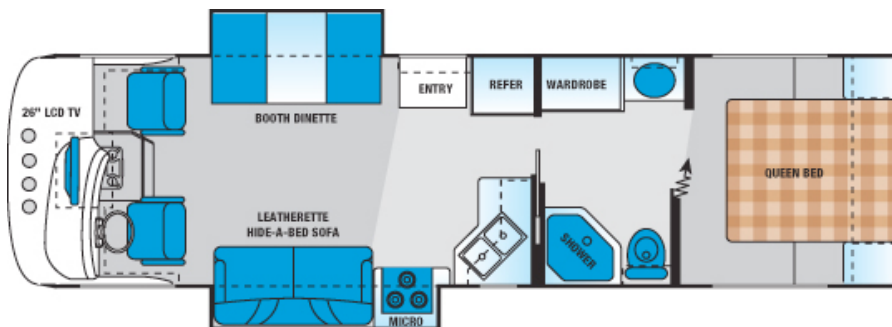 26" LCD TV
BOOTH DINETTE
ENTRY
REFER
WARDROBE
QUEEN BED
LEATHERETTE
HIDE-A-BED SOFA
SHOWER
MICRO